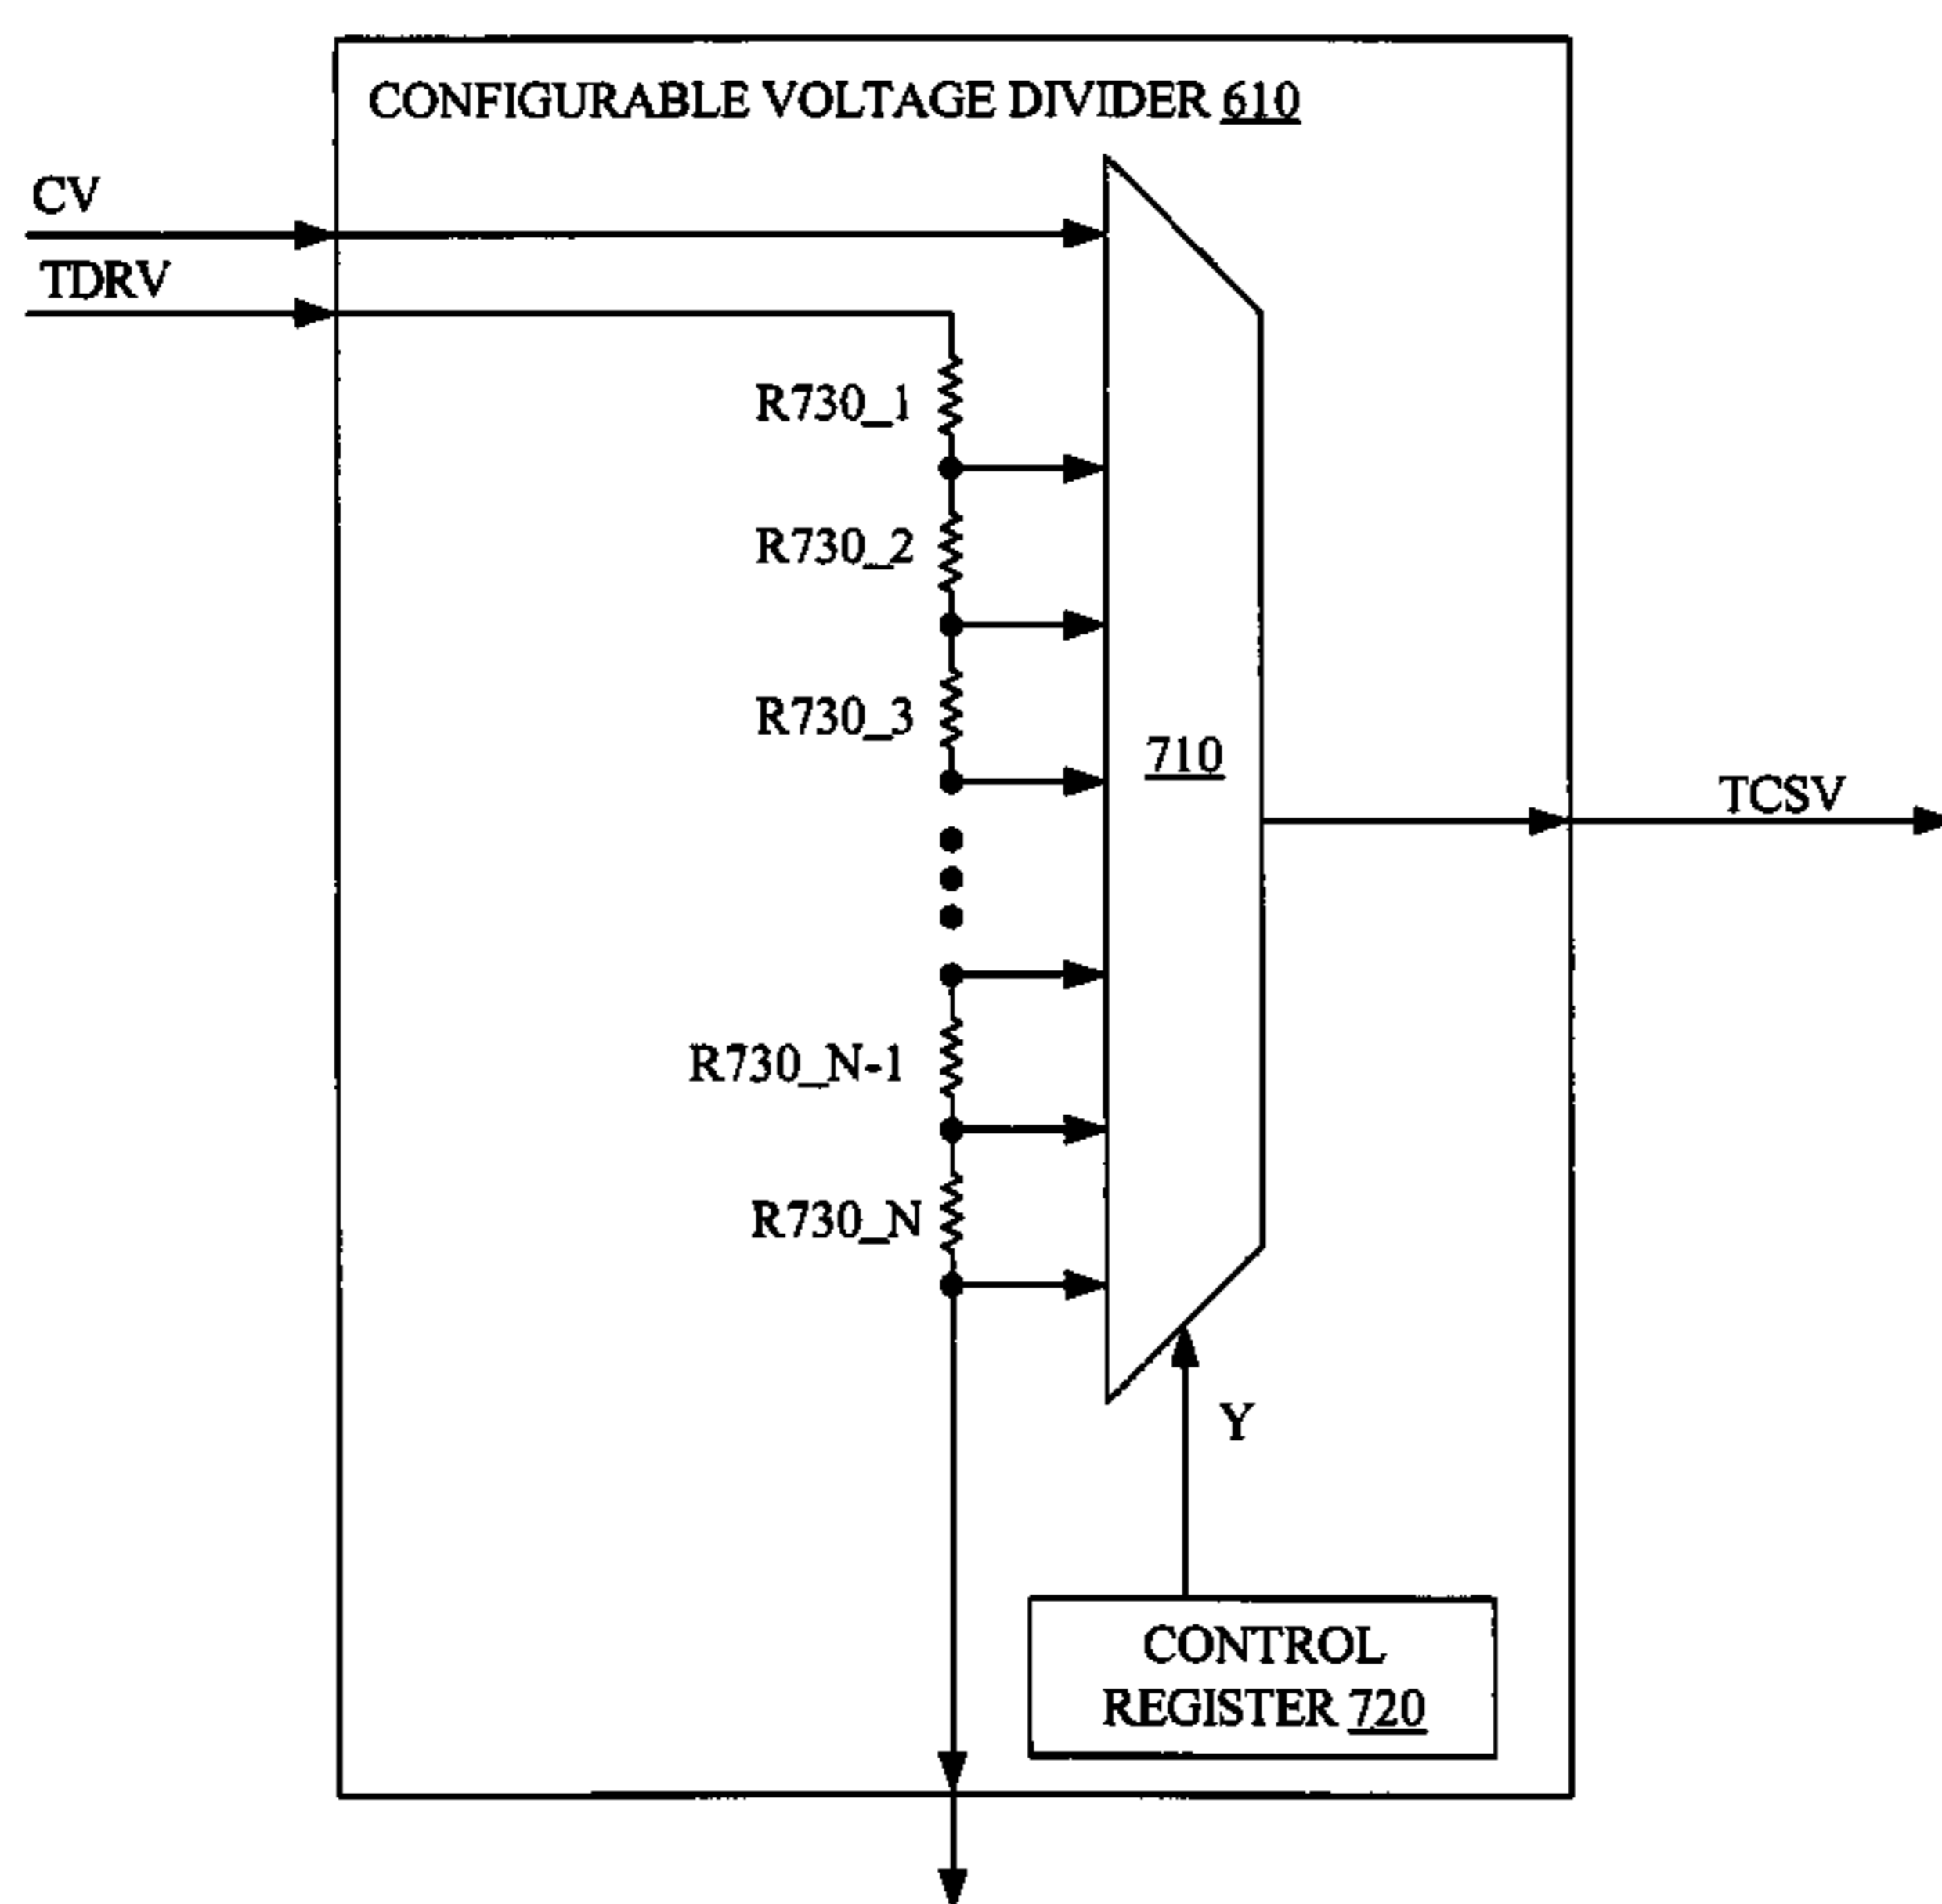 CONFIGURABLE VOLTAGE DIVIDER 610
CV
TDRV
R730_1
R730_2
R730_3
710
TCSV
R730_N-1
R730_N
Y
CONTROL
REGISTER 720